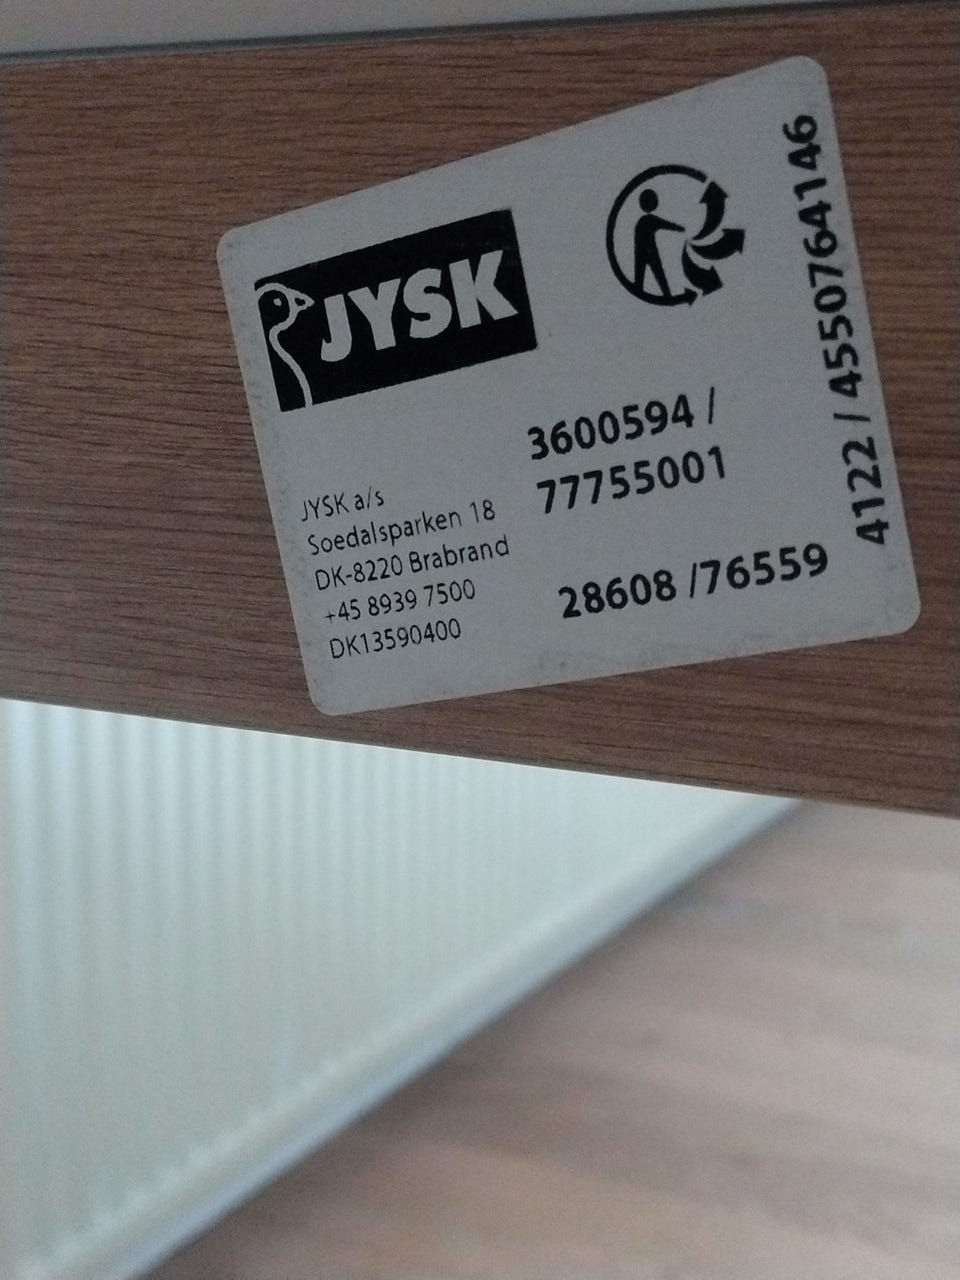 JYSK
3600594 /
77755001
JYSK a/s
Soedalsparken 18
DK-8220 Brabrand
+45 8939 7500
DK13590400
28608 /76559
4122 / 4550764146